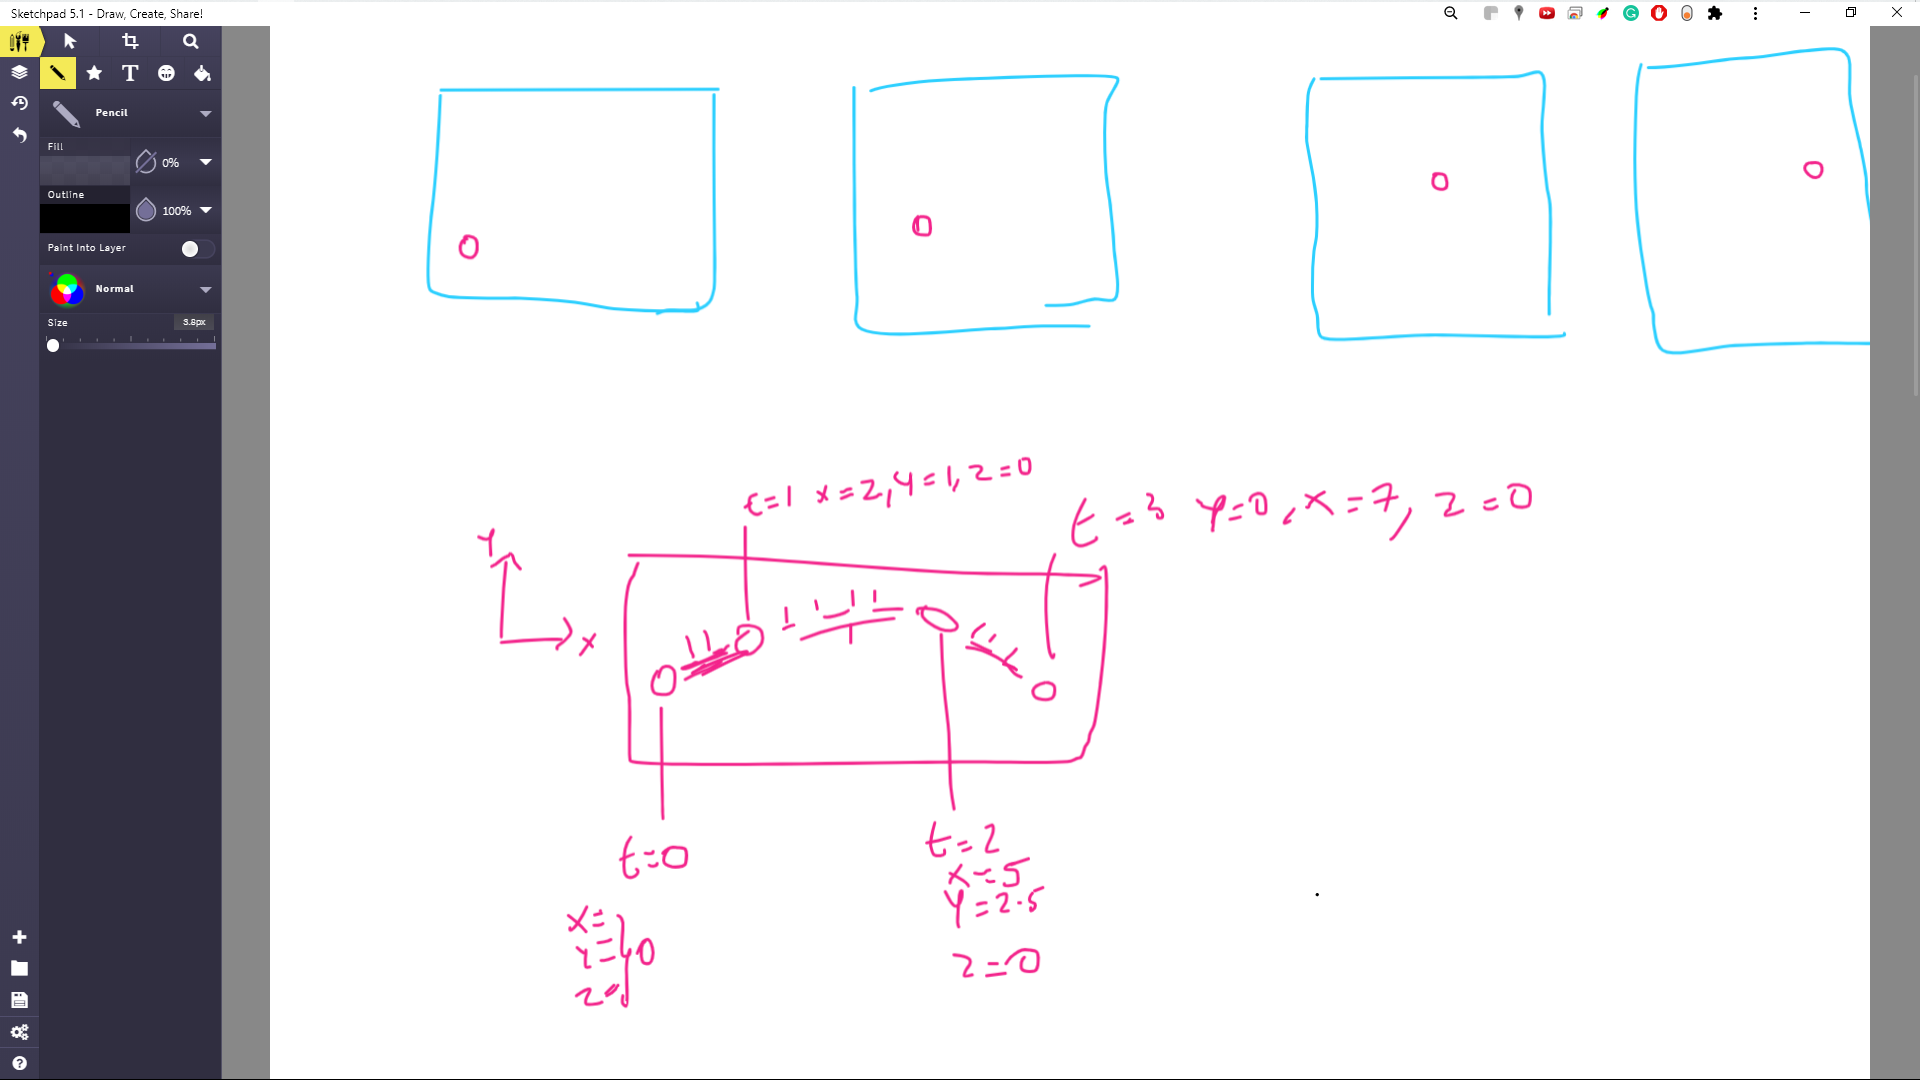 Sketchpad 5.1 - Draw, Create, Share!
Pencil
Fill
0%
Outline
100%
Paint Into Layer
Normal
Size 3.8px
t=1 x=2, y=1, z=0
t=3 y=0, x=7, z=0
Y
X
t=0
x=
y= 0
z=
t=2
x=5
y=2.5
z=0